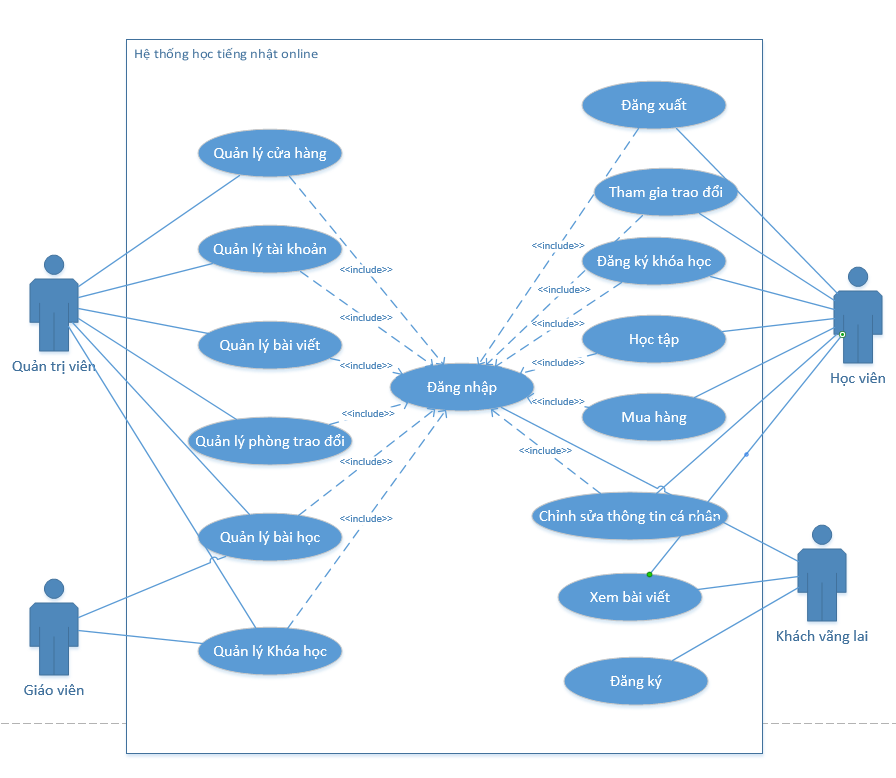 Hệ thống học tiếng nhật online
Đăng xuất
Quản lý cửa hàng
Tham gia trao đổi
<<include>>
Quản lý tài khoản
Đăng ký khóa học
<<include>>
<<include>>
<<include>>
<<include>>
Học tập
Quản lý bài viết
<<include>>
<<include>>
Quản trị viên
Học viên
Đăng nhập
<<include>>
<<include>>
Mua hàng
Quản lý phòng trao đổi
<<include>>
<<include>>
Chỉnh sửa thông tin cá nhân
<<include>>
Quản lý bài học
Xem bài viết
Khách vãng lai
Quản lý Khóa học
Đăng ký
Giáo viên